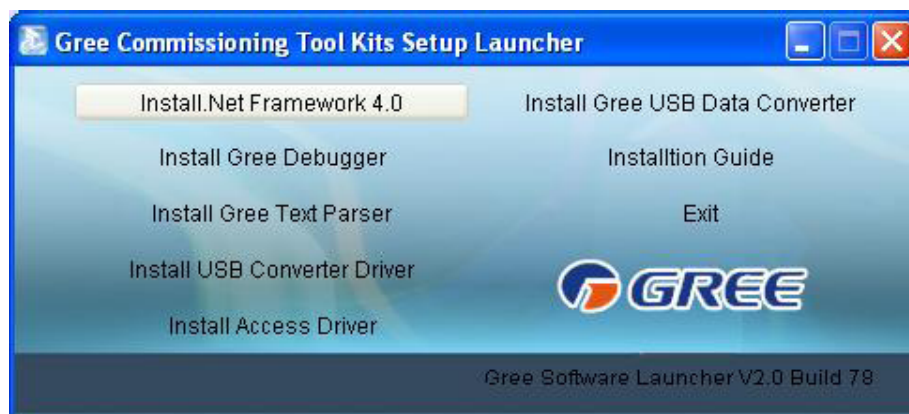 Gree Commissioning Tool Kits Setup Launcher
Install.Net Framework 4.0
Install Gree USB Data Converter
Install Gree Debugger
Installtion Guide
Install Gree Text Parser
Exit
Install USB Converter Driver
GREE
Install Access Driver
Gree Software Launcher V2.0 Build 78